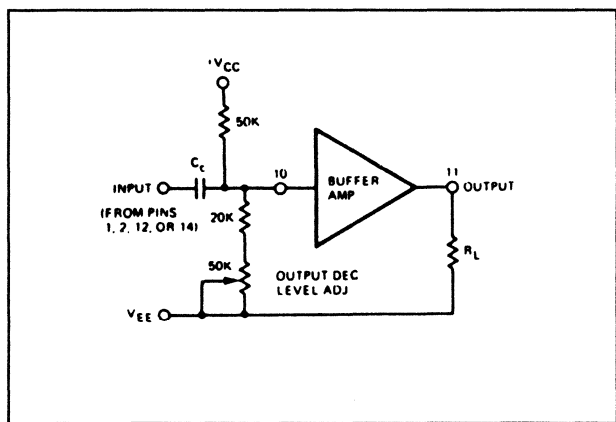 +VCC
50K
Cc
INPUT
10
BUFFER
AMP
11
OUTPUT
(FROM PINS
1, 2, 12, OR 14)
20K
50K
OUTPUT DEC
LEVEL ADJ
RL
VEE